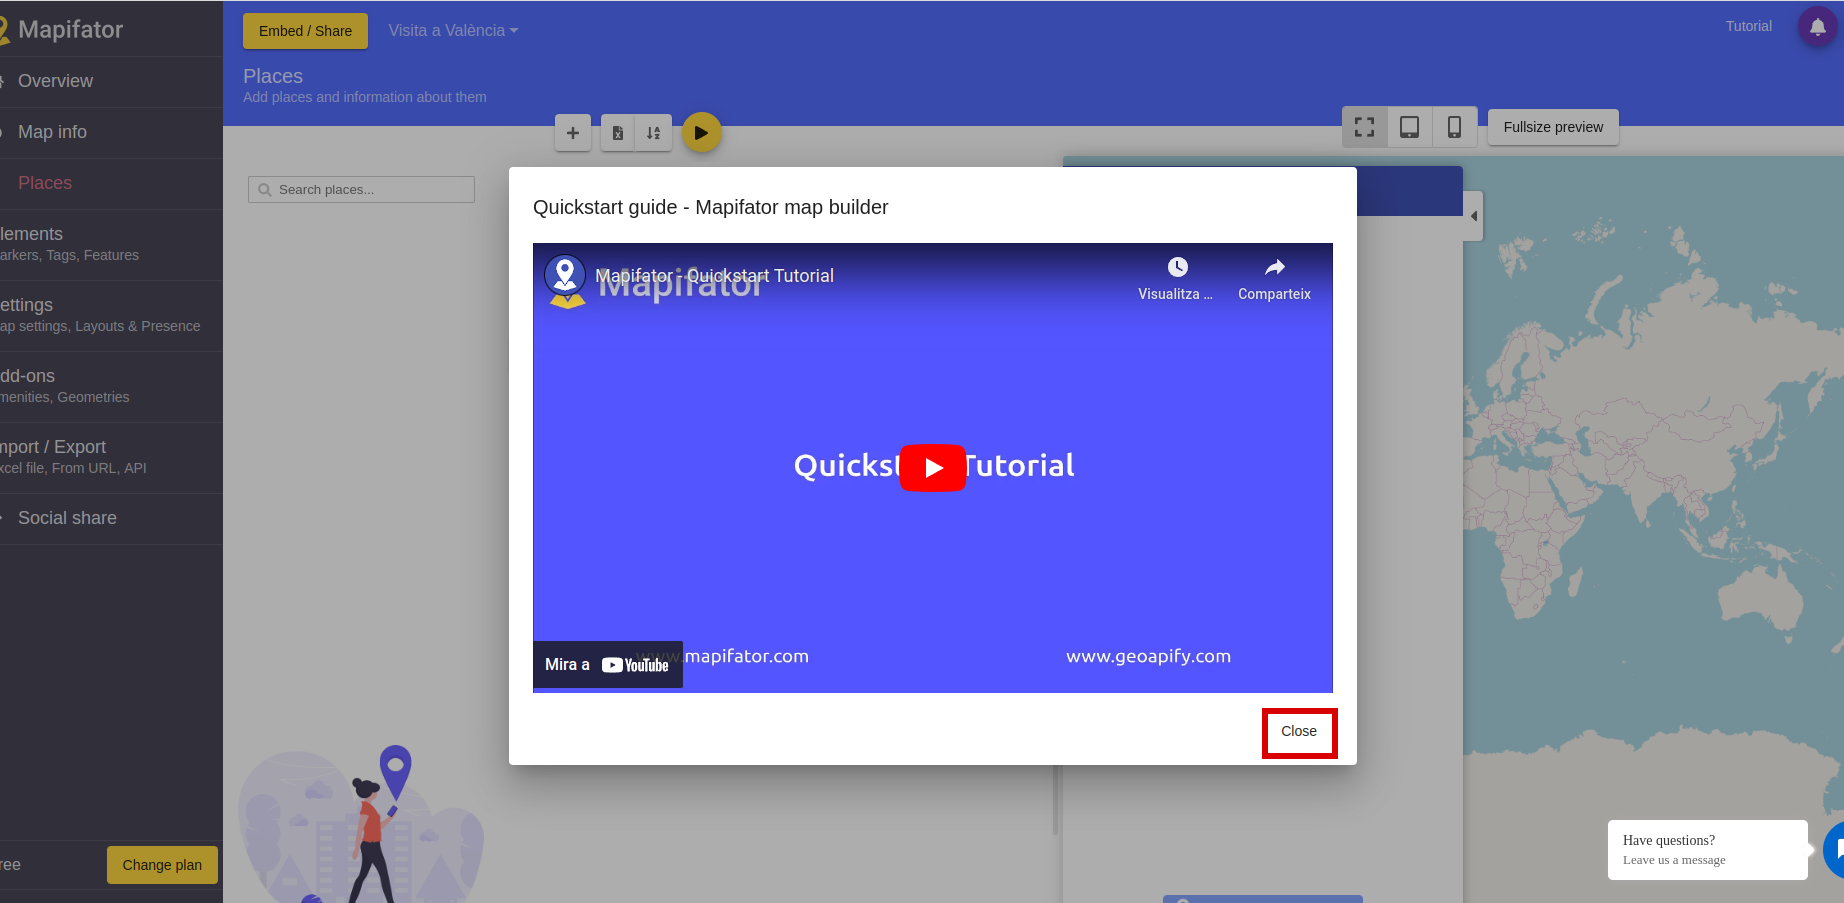 Mapifator
Embed / Share
Visita a València
Tutorial
Overview
Places
Add places and information about them
Map info
Fullsize preview
Places
Search places...
Quickstart guide - Mapifator map builder
lements
arkers, Tags, Features
Mapifator - Quickstart Tutorial
Mapifator
Visualitza ...
Comparteix
ettings
ap settings, Layouts & Presence
dd-ons
menities, Geometries
mport / Export
xcel file, From URL, API
Quickst Tutorial
Social share
Mira a YouTube
www.mapifator.com
www.geoapify.com
Close
Have questions?
Leave us a message
ree
Change plan